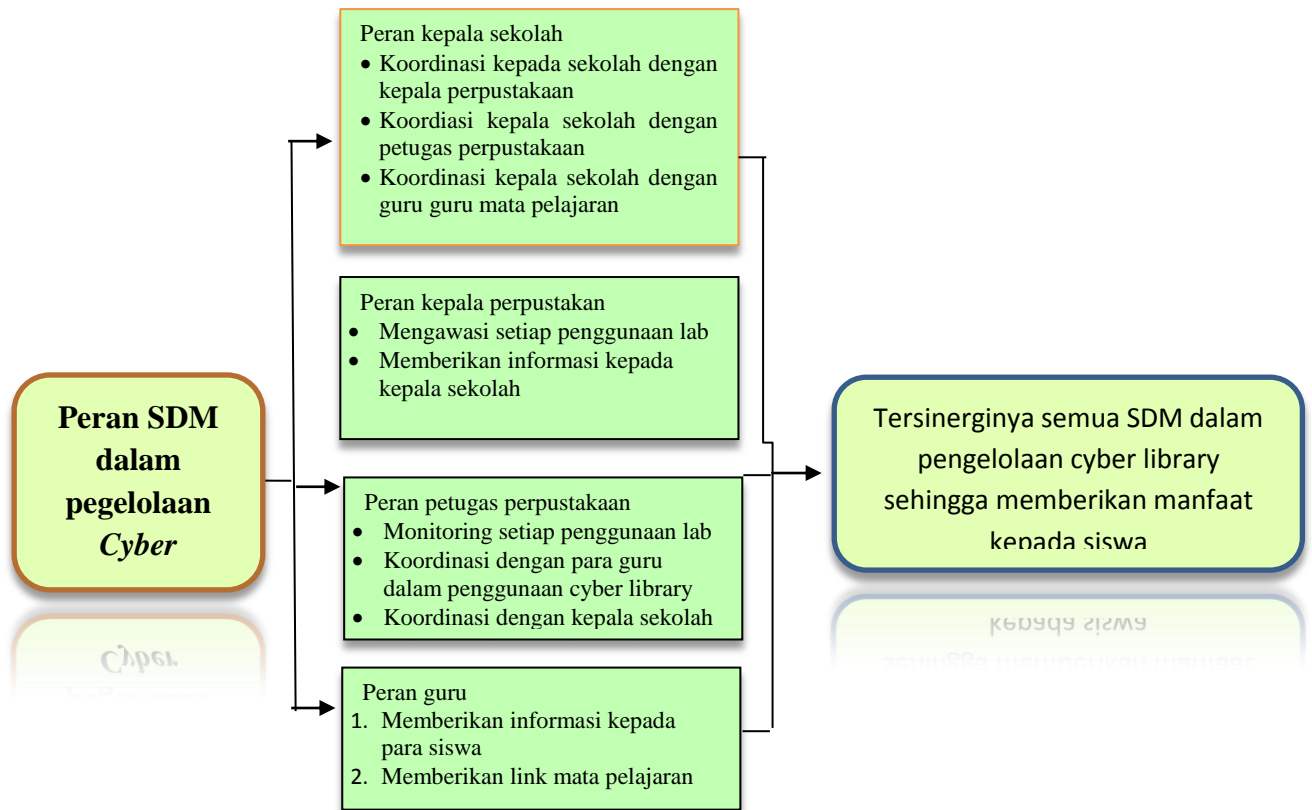 Peran SDM
dalam
pegelolaan
Cyber
Peran kepala sekolah
• Koordinasi kepada sekolah dengan
kepala perpustakaan
• Koordiasi kepala sekolah dengan
petugas perpustakaan
• Koordinasi kepala sekolah dengan
guru guru mata pelajaran
Peran kepala perpustakan
• Mengawasi setiap penggunaan lab
• Memberikan informasi kepada
kepala sekolah
Peran petugas perpustakaan
• Monitoring setiap penggunaan lab
• Koordinasi dengan para guru
dalam penggunaan cyber library
• Koordinasi dengan kepala sekolah
Peran guru
1. Memberikan informasi kepada
para siswa
2. Memberikan link mata pelajaran
Tersinerginya semua SDM dalam
pengelolaan cyber library
sehingga memberikan manfaat
kepada siswa